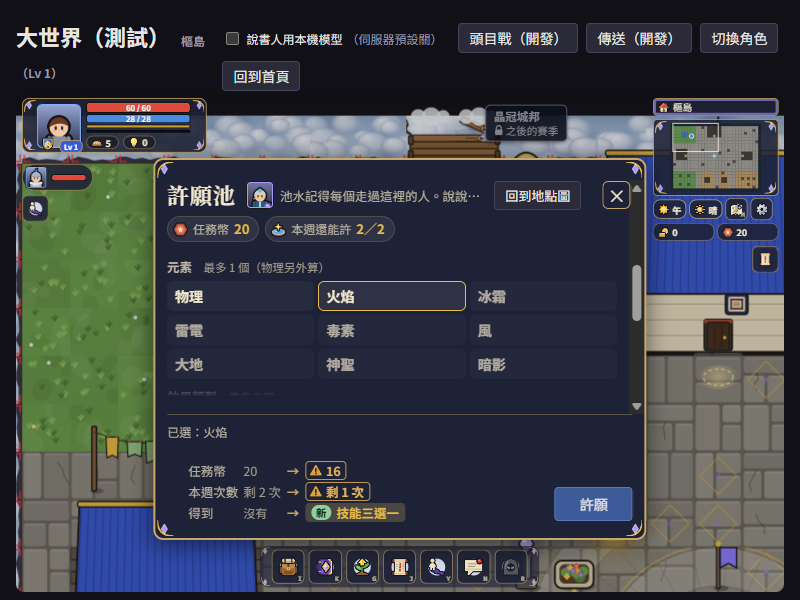 大世界（測試） 樞島 說書人用本機模型 （伺服器預設關） 頭目戰（開發） 傳送（開發） 切換角色
（Lv 1） 回到首頁
60 / 60
28 / 28
Lv 1 5 0
晶冠城邦
之後的賽季
樞島
午 晴
0 20
許願池 池水記得每個走過這裡的人。說說… 回到地點圖
任務幣 20 本週還能許 2／2
元素 最多 1 個（物理另外算）
物理 火焰 冰霜
雷電 毒素 風
大地 神聖 暗影
已選：火焰
任務幣 20 → 16
本週次數 剩 2 次 → 剩 1 次
得到 沒有 → 新 技能三選一
許願
I K G J Y N R